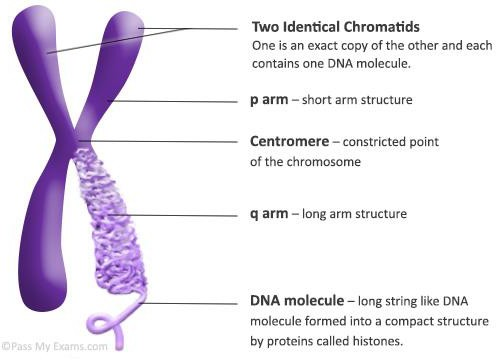 Two Identical Chromatids
One is an exact copy of the other and each
contains one DNA molecule.
p arm – short arm structure
Centromere – constricted point
of the chromosome
q arm – long arm structure
DNA molecule – long string like DNA
molecule formed into a compact structure
by proteins called histones.
©Pass My Exams.com